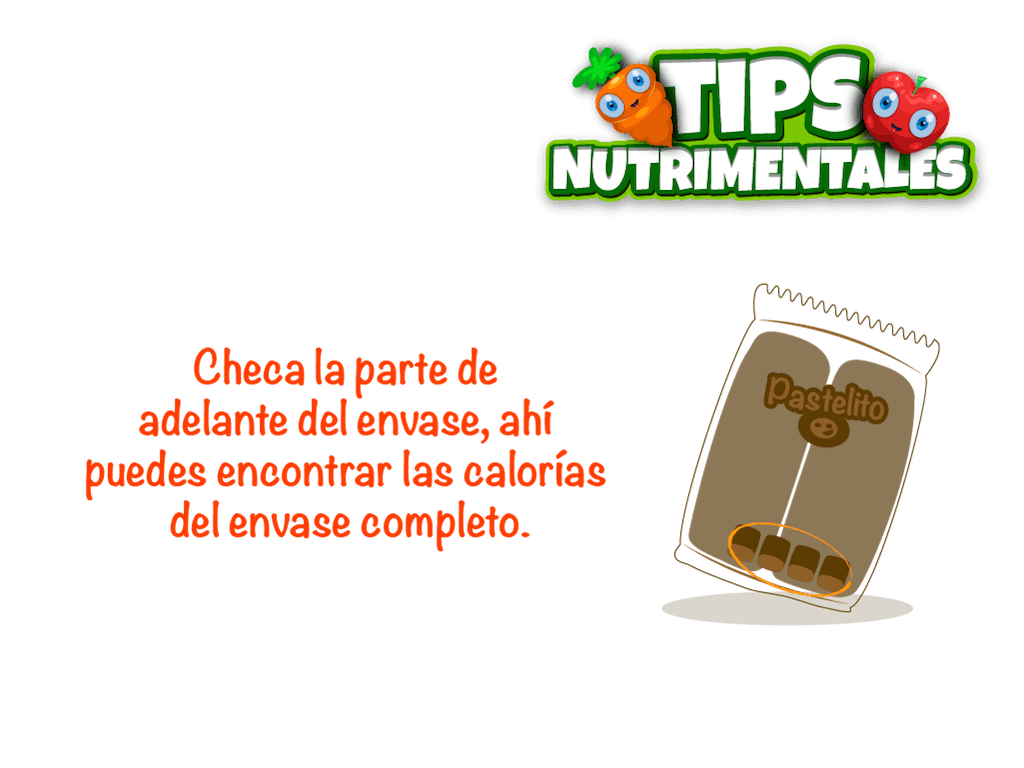 TIPS
NUTRIMENTALES
Checa la parte de
adelante del envase, ahí
puedes encontrar las calorías
del envase completo.
Pastelito